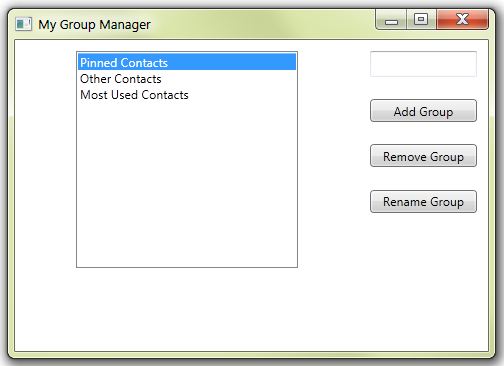 My Group Manager
Pinned Contacts
Other Contacts
Most Used Contacts
Add Group
Remove Group
Rename Group